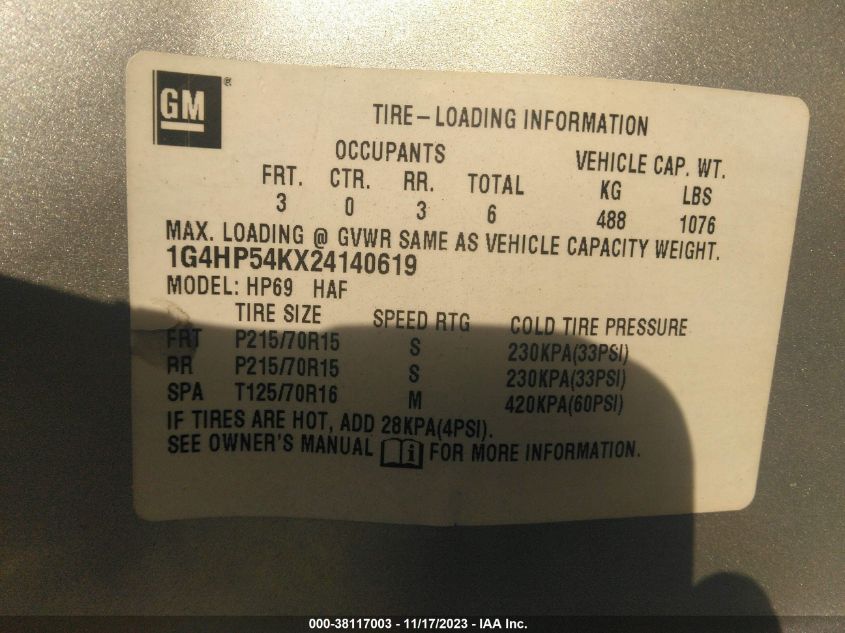 GM®
TIRE-LOADING INFORMATION
OCCUPANTS VEHICLE CAP. WT.
FRT. CTR. RR. TOTAL KG LBS
3 0 3 6 488 1076
MAX. LOADING @ GVWR SAME AS VEHICLE CAPACITY WEIGHT.
1G4HP54KX24140619
MODEL: HP69 HAF
TIRE SIZE SPEED RTG COLD TIRE PRESSURE
FRT P215/70R15 S 230KPA(33PSI)
RR P215/70R15 S 230KPA(33PSI)
SPA T125/70R16 M 420KPA(60PSI)
IF TIRES ARE HOT, ADD 28KPA(4PSI).
SEE OWNER'S MANUAL i FOR MORE INFORMATION.
000-38117003 - 11/17/2023 - IAA Inc.